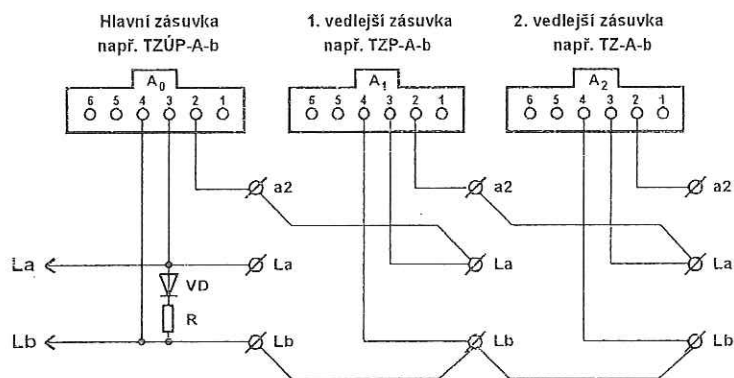 Hlavní zásuvka
např. TZÚP-A-b
1. vedlejší zásuvka
např. TZP-A-b
2. vedlejší zásuvka
např. TZ-A-b
A0
A1
A2
6 5 4 3 2 1
6 5 4 3 2 1
6 5 4 3 2 1
a2
a2
a2
La
La
La
La
VD
R
Lb
Lb
Lb
Lb